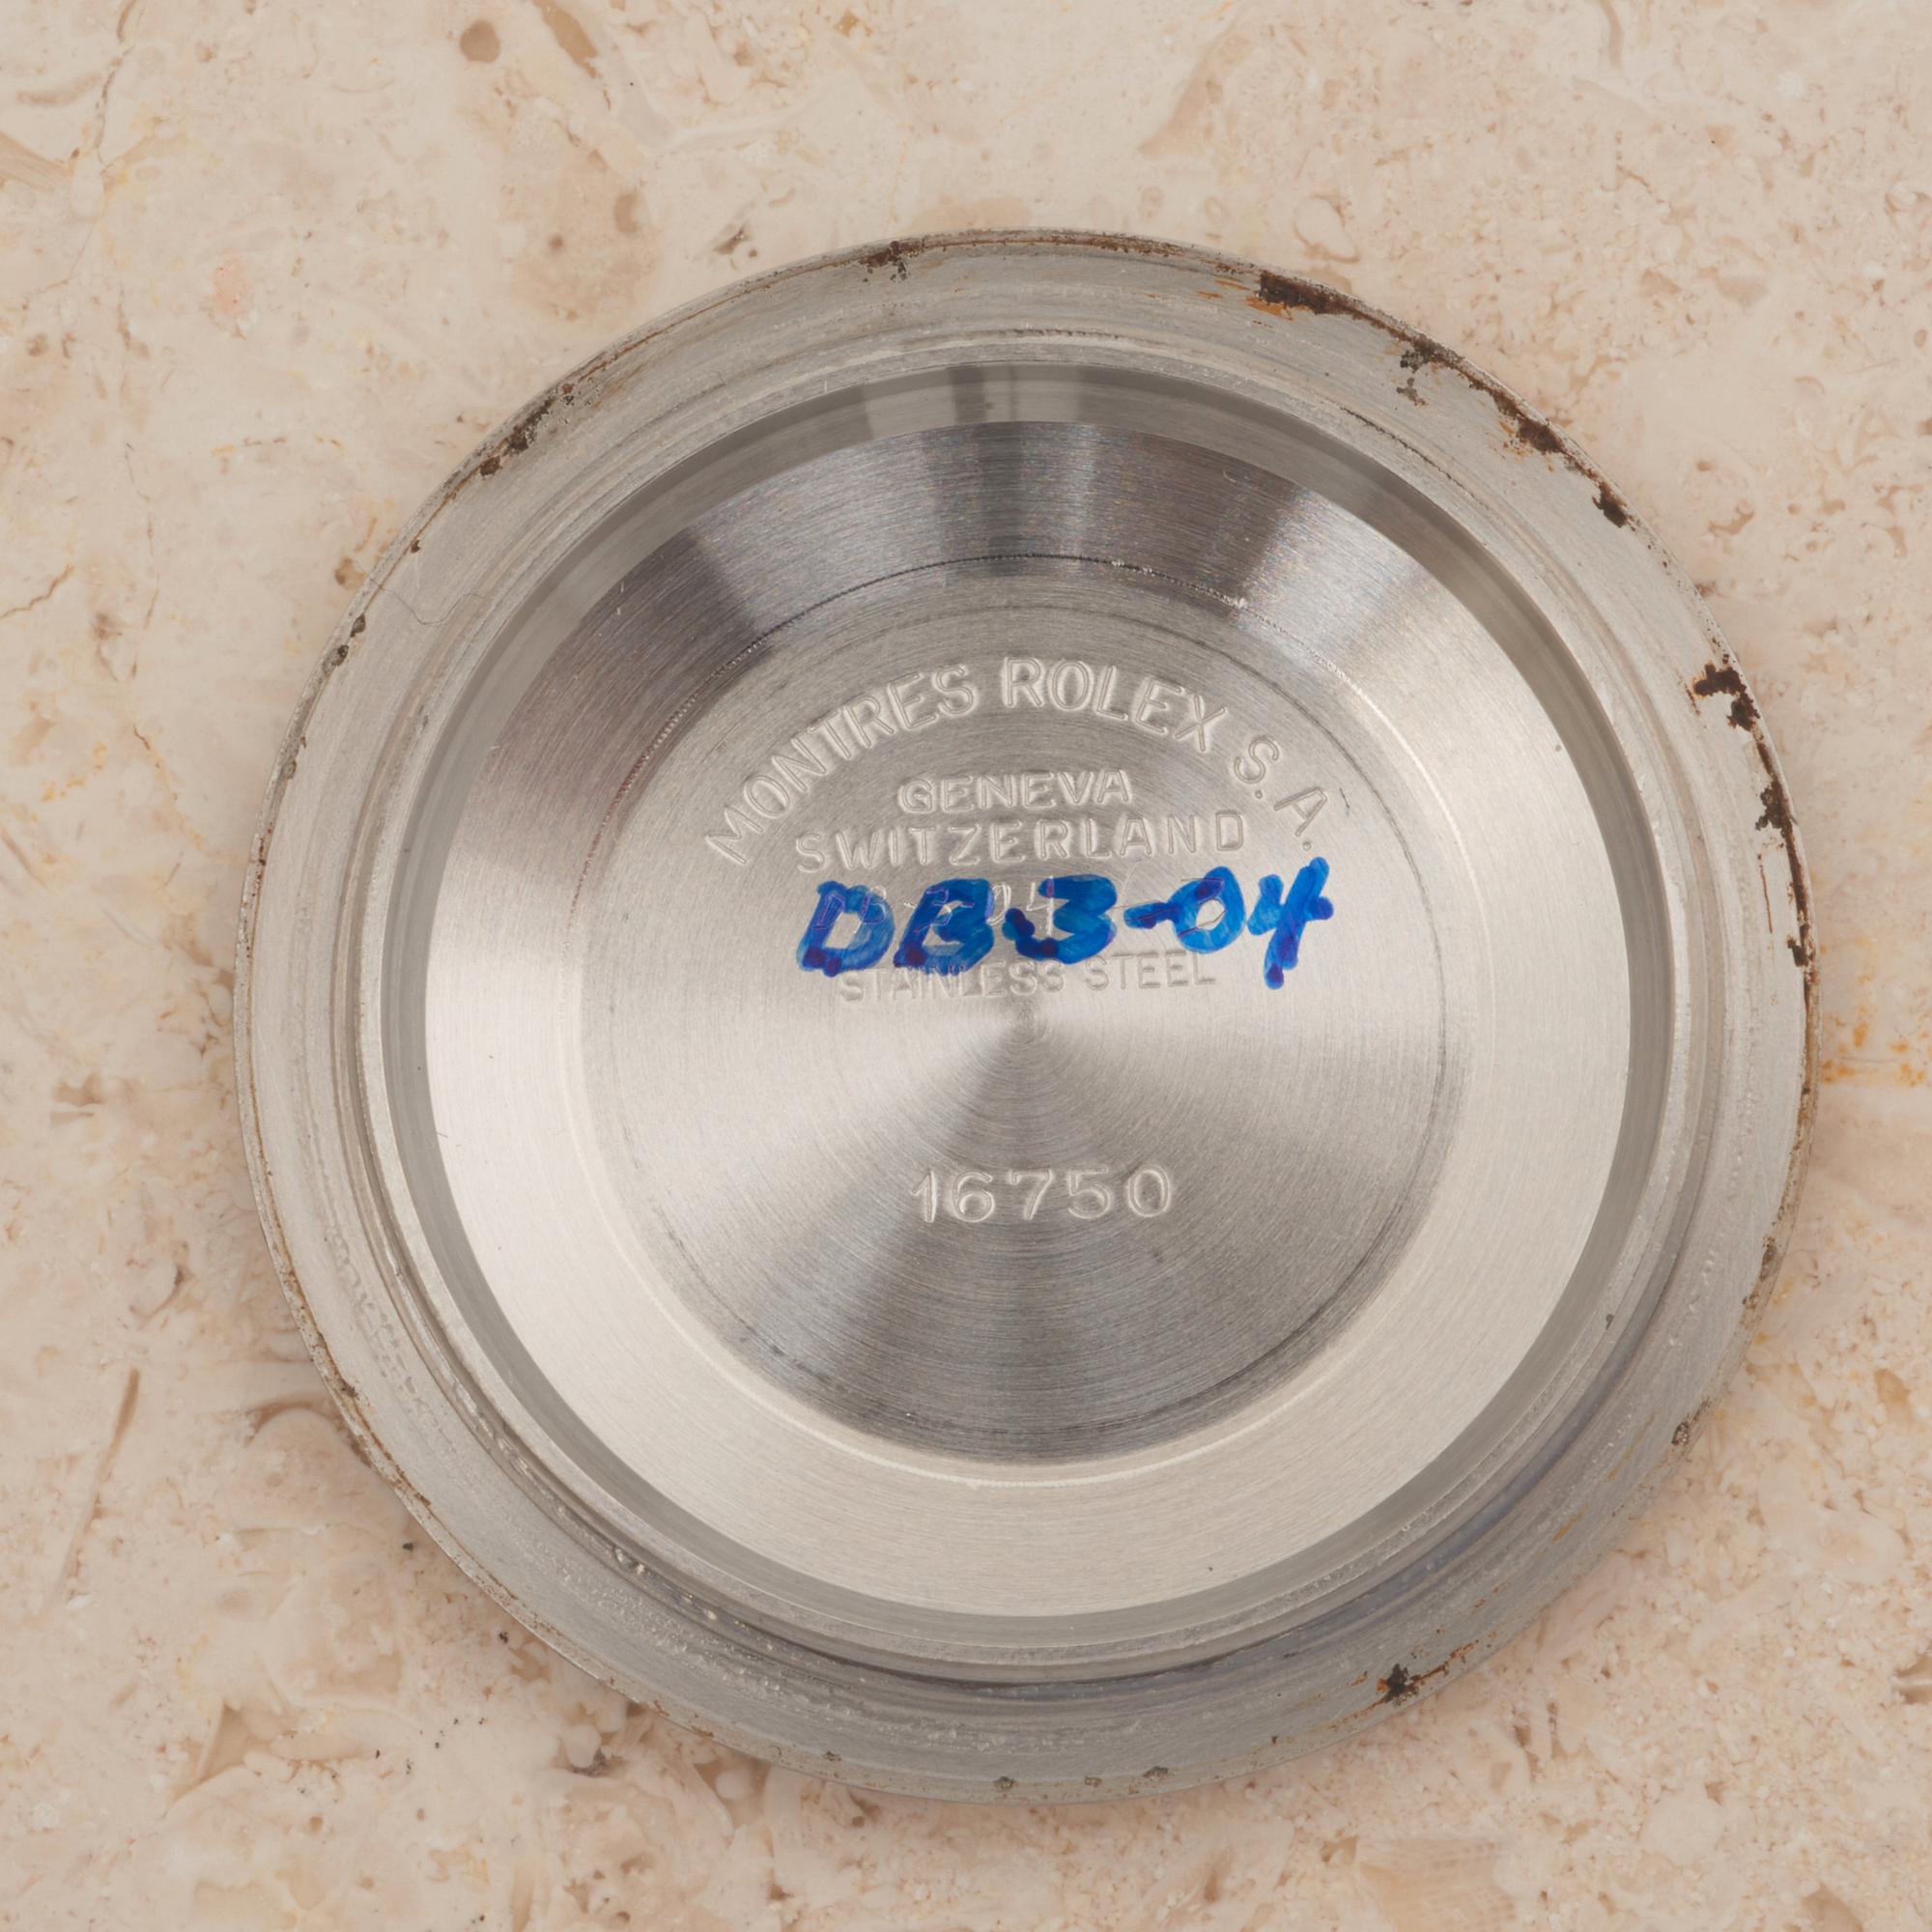 MONTRES ROLEX S.A.
GENEVA
SWITZERLAND
DB3-04
STAINLESS STEEL
16750